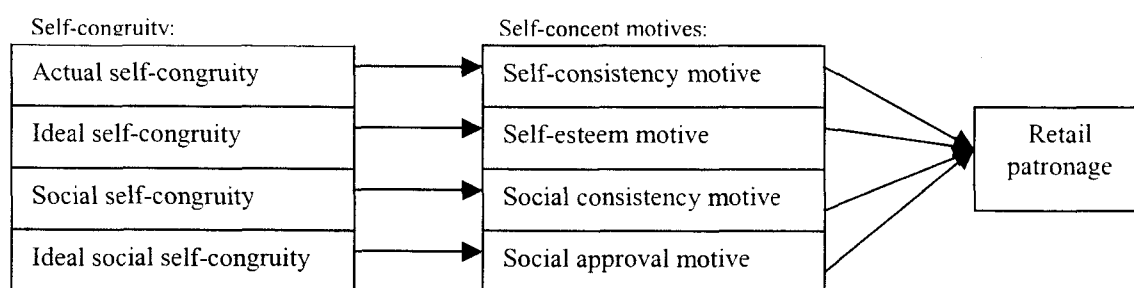 Self-congruity:
Actual self-congruity
Ideal self-congruity
Social self-congruity
Ideal social self-congruity
Self-concept motives:
Self-consistency motive
Self-esteem motive
Social consistency motive
Social approval motive
Retail
patronage